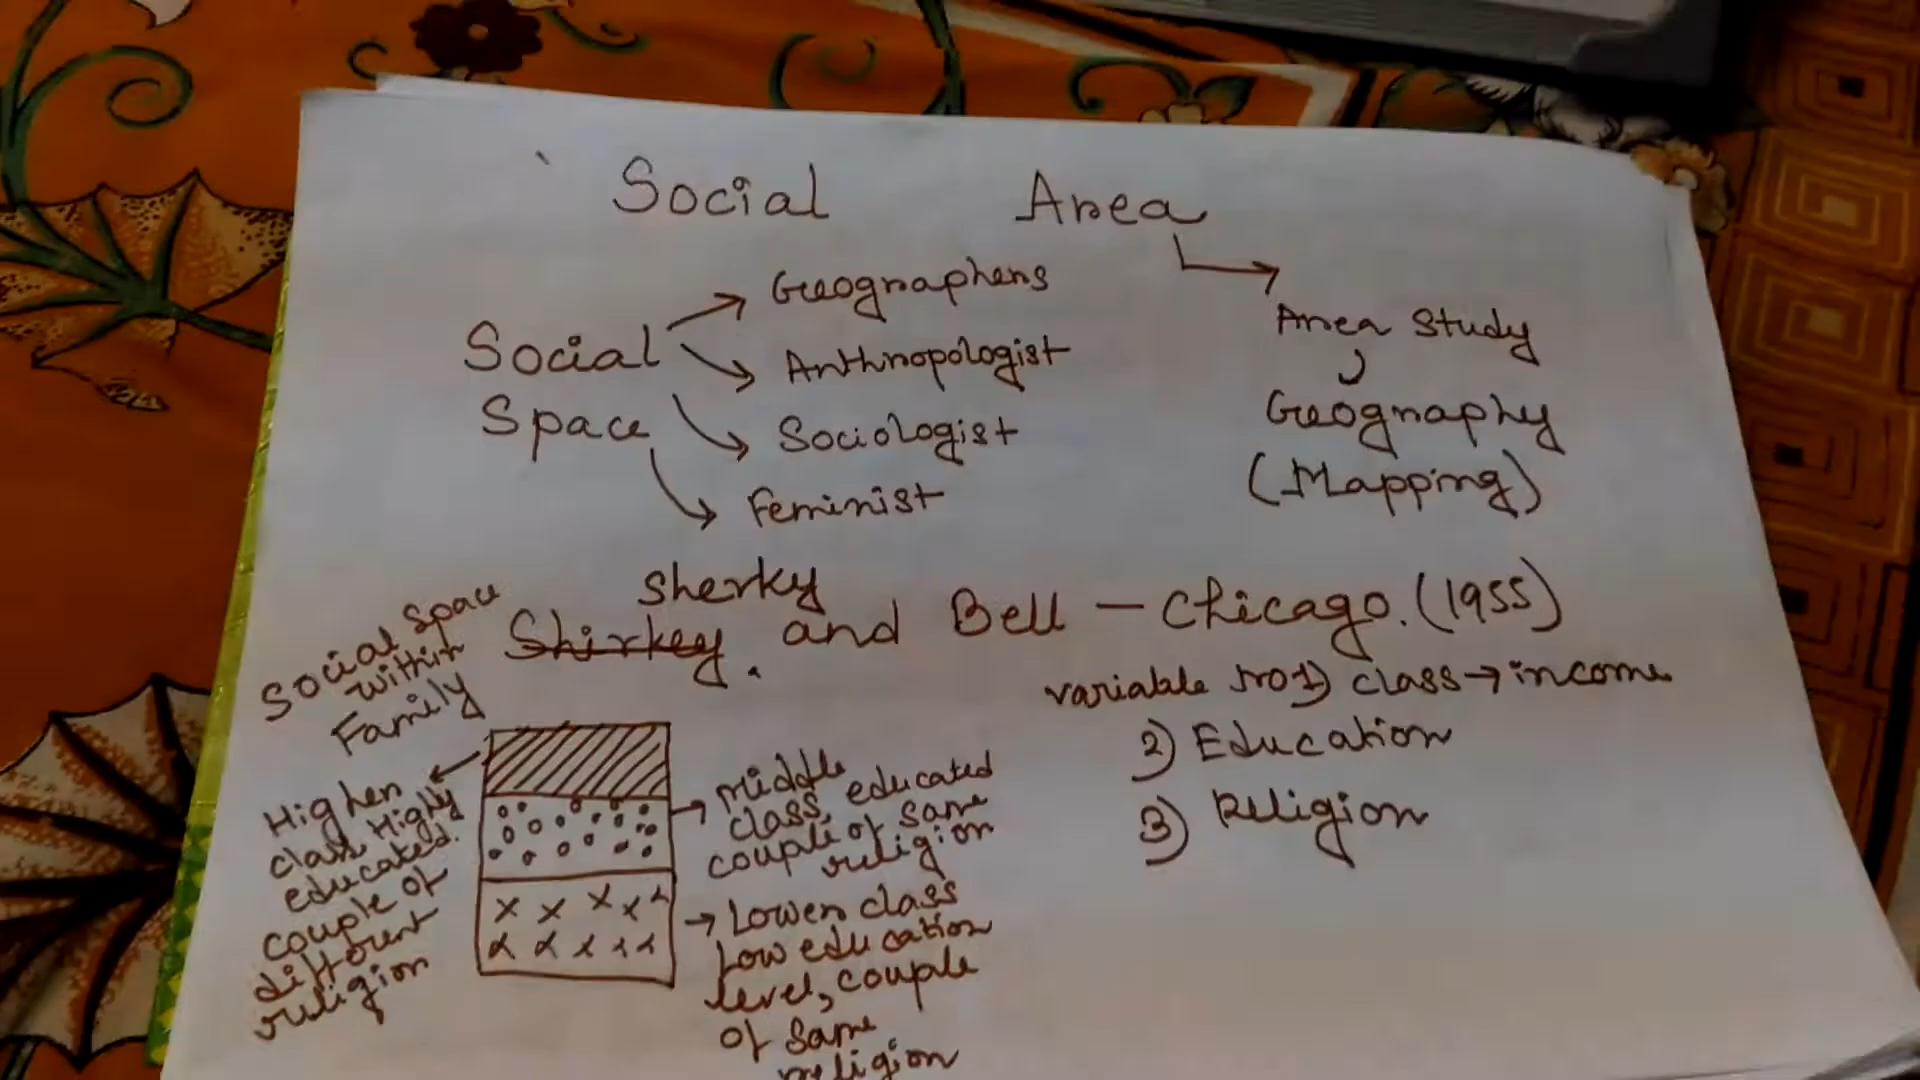 Social Area
Social Space
Geographers
Anthropologist
Sociologist
Feminist
Area Study
Geography
(Mapping)
Sherky
Shirkey. and Bell - Chicago. (1955)
variable No 1) class → income
2) Education
3) Religion
Social Space
within
Family
Higher
class, Highly
educated.
couple of
different
religion
→ middle
class, educated
couple of same
religion
→ Lower class
Low education
level, couple
of same
religion